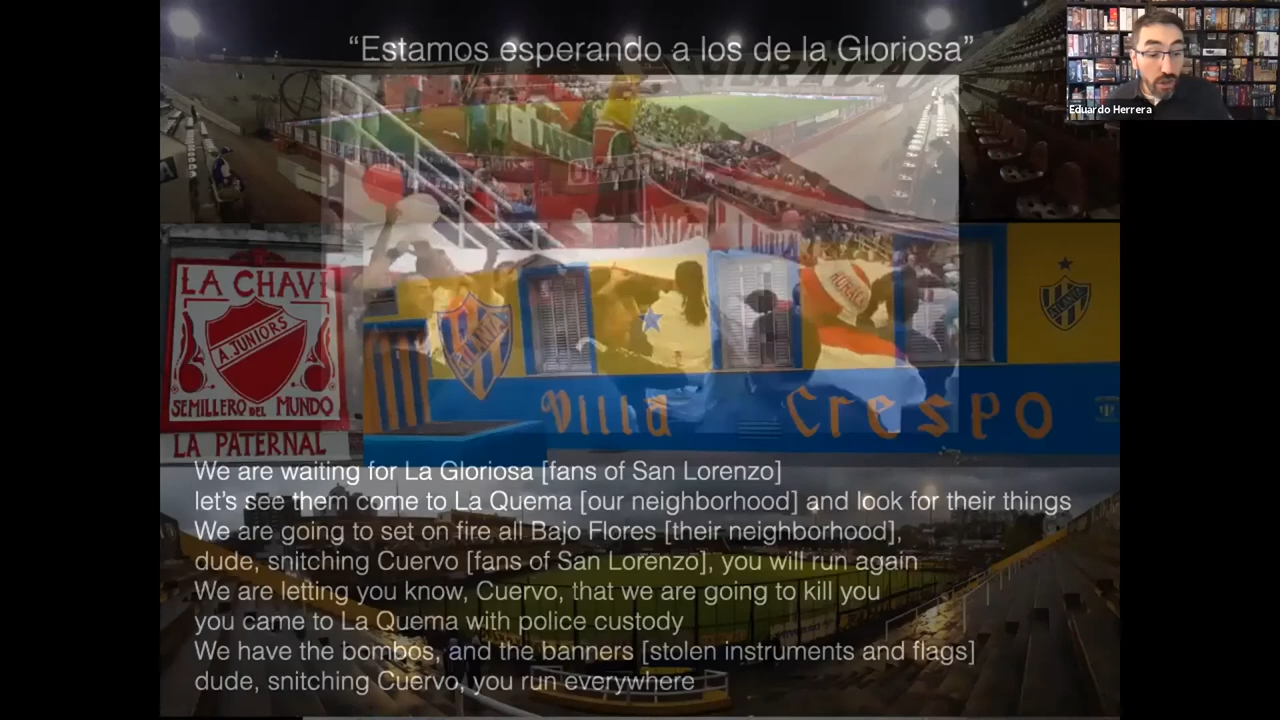 “Estamos esperando a los de la Gloriosa”
Eduardo Herrera
HURACAN
LA CHAVI
A.JUNIORS
SEMILLERO DEL MUNDO
LA PATERNAL
ATLANTA
Villa Crespo
We are waiting for La Gloriosa [fans of San Lorenzo]
let’s see them come to La Quema [our neighborhood] and look for their things
We are going to set on fire all Bajo Flores [their neighborhood],
dude, snitching Cuervo [fans of San Lorenzo], you will run again
We are letting you know, Cuervo, that we are going to kill you
you came to La Quema with police custody
We have the bombos, and the banners [stolen instruments and flags]
dude, snitching Cuervo, you run everywhere